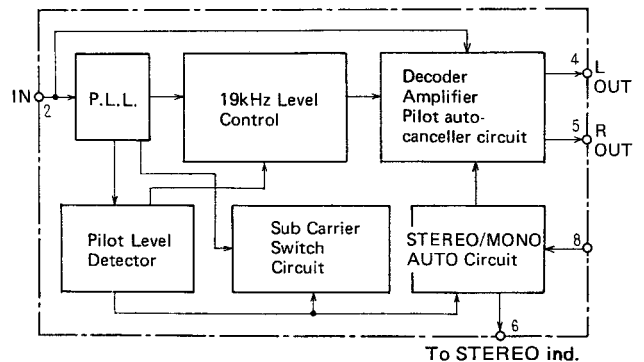 IN
2
P.L.L.
19kHz Level
Control
Decoder
Amplifier
Pilot auto-
canceller circuit
4
L
OUT
5
R
OUT
Pilot Level
Detector
Sub Carrier
Switch
Circuit
STEREO/MONO
AUTO Circuit
8
6
To STEREO ind.